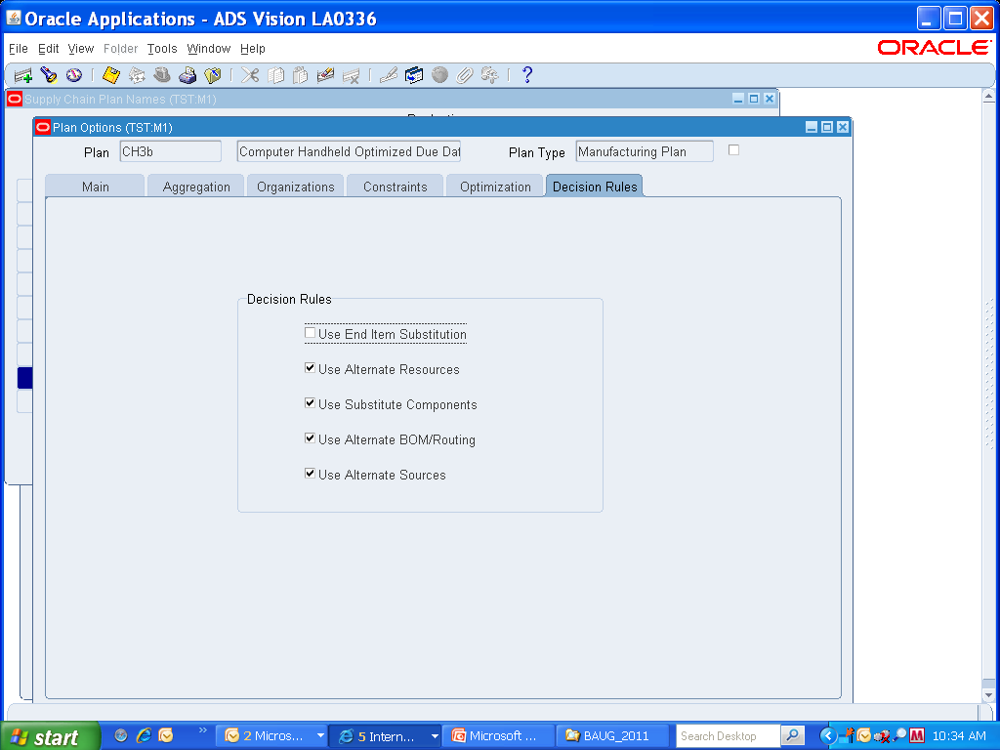 Oracle Applications - ADS Vision LA0336
File Edit View Folder Tools Window Help
ORACLE
Supply Chain Plan Names (TST:M1)
Plan Options (TST:M1)
Plan CH3b Computer Handheld Optimized Due Dat Plan Type Manufacturing Plan
Main Aggregation Organizations Constraints Optimization Decision Rules
Decision Rules
Use End Item Substitution
Use Alternate Resources
Use Substitute Components
Use Alternate BOM/Routing
Use Alternate Sources
start 2 Micros... 5 Intern... Microsoft ... BAUG_2011 Search Desktop 10:34 AM